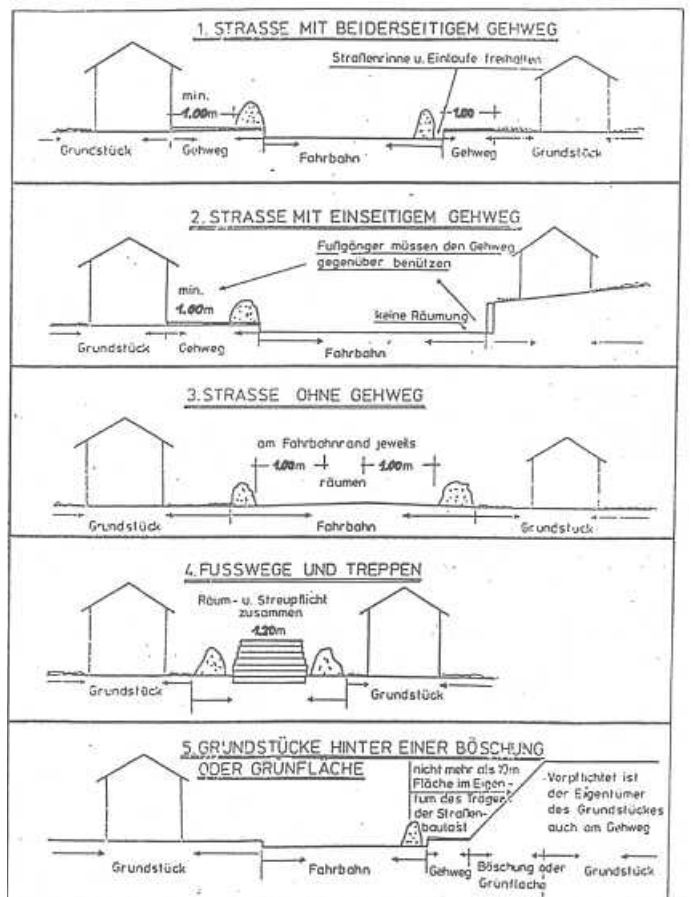 1. STRASSE MIT BEIDERSEITIGEM GEHWEG
Straßenrinne u. Einlaufe freihalten
min.
1.00m
1.00
Grundstück
Gehweg
Fahrbahn
Gehweg
Grundstück
2. STRASSE MIT EINSEITIGEM GEHWEG
Fußgänger müssen den Gehweg
gegenüber benützen
min.
1.00m
keine Räumung
Grundstück
Gehweg
Fahrbahn
3. STRASSE OHNE GEHWEG
am Fahrbahnrand jeweils
1.00m
1.00m
räumen
Grundstück
Fahrbahn
Grundstück
4. FUSSWEGE UND TREPPEN
Räum- u. Streupflicht
zusammen
1.20m
Grundstück
Grundstück
5. GRUNDSTÜCKE HINTER EINER BÖSCHUNG
ODER GRÜNFLÄCHE
nicht mehr als 10m
Fläche im Eigen-
tum des Trägers
der Straßen-
baulast
Verpflichtet ist
der Eigentümer
des Grundstückes
auch am Gehweg
Grundstück
Fahrbahn
Gehweg
Böschung oder
Grünfläche
Grundstück